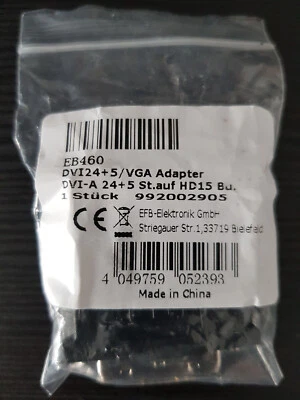 EB460
DVI24+5/VGA Adapter
DVI-A 24+5 St.auf HD15 Bu.
1 Stück 992002905
CE EFB-Elektronik GmbH
Striegauer Str.1,33719 Bielefeld
4 049759 052393
Made in China